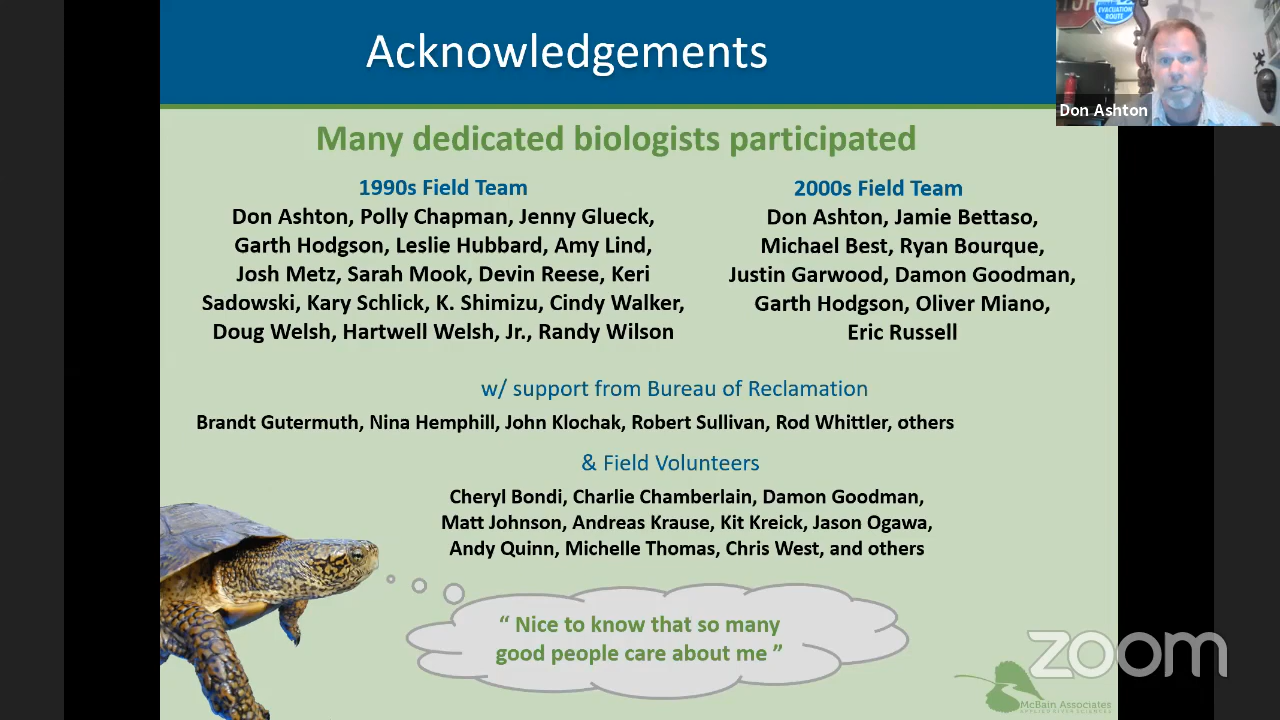 Acknowledgements
EVACUATION
ROUTE
Don Ashton
Many dedicated biologists participated
1990s Field Team
Don Ashton, Polly Chapman, Jenny Glueck,
Garth Hodgson, Leslie Hubbard, Amy Lind,
Josh Metz, Sarah Mook, Devin Reese, Keri
Sadowski, Kary Schlick, K. Shimizu, Cindy Walker,
Doug Welsh, Hartwell Welsh, Jr., Randy Wilson
2000s Field Team
Don Ashton, Jamie Bettaso,
Michael Best, Ryan Bourque,
Justin Garwood, Damon Goodman,
Garth Hodgson, Oliver Miano,
Eric Russell
w/ support from Bureau of Reclamation
Brandt Gutermuth, Nina Hemphill, John Klochak, Robert Sullivan, Rod Whittler, others
& Field Volunteers
Cheryl Bondi, Charlie Chamberlain, Damon Goodman,
Matt Johnson, Andreas Krause, Kit Kreick, Jason Ogawa,
Andy Quinn, Michelle Thomas, Chris West, and others
“ Nice to know that so many
good people care about me ”
zoom
McBain Associates
APPLIED RIVER SCIENCES